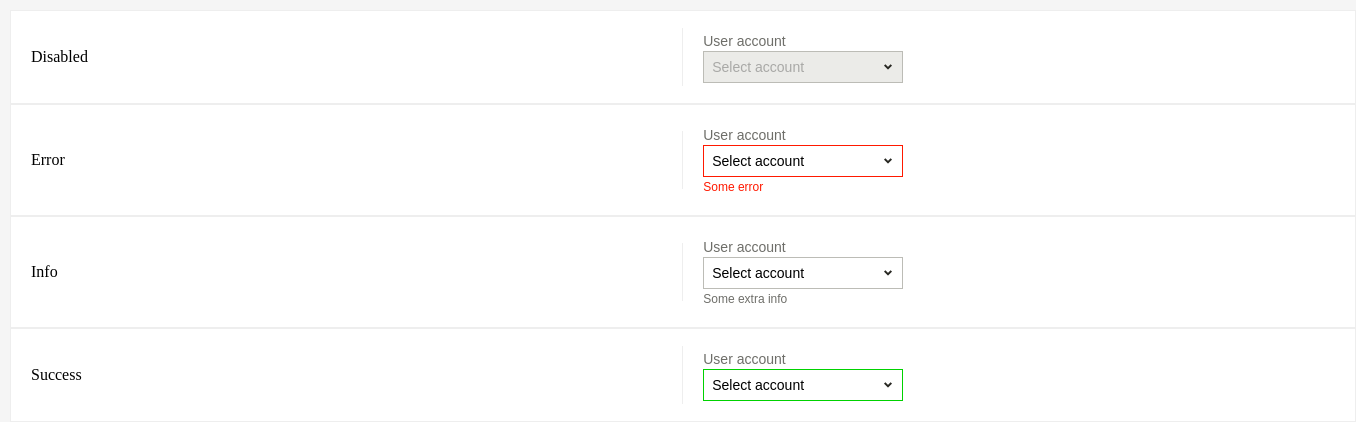 Disabled
User account
Select account
Error
User account
Select account
Some error
Info
User account
Select account
Some extra info
Success
User account
Select account